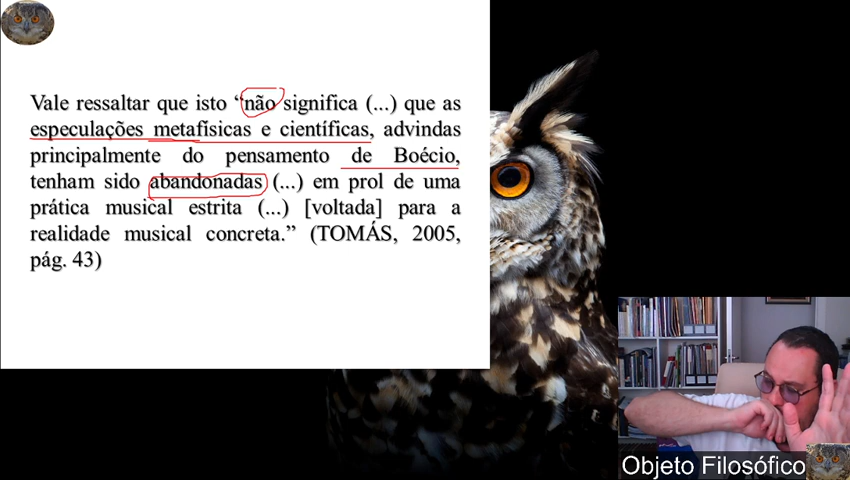 Vale ressaltar que isto “não significa (...) que as
especulações metafísicas e científicas, advindas
principalmente do pensamento de Boécio,
tenham sido abandonadas (...) em prol de uma
prática musical estrita (...) [voltada] para a
realidade musical concreta.” (TOMÁS, 2005,
pág. 43)
Objeto Filosófico